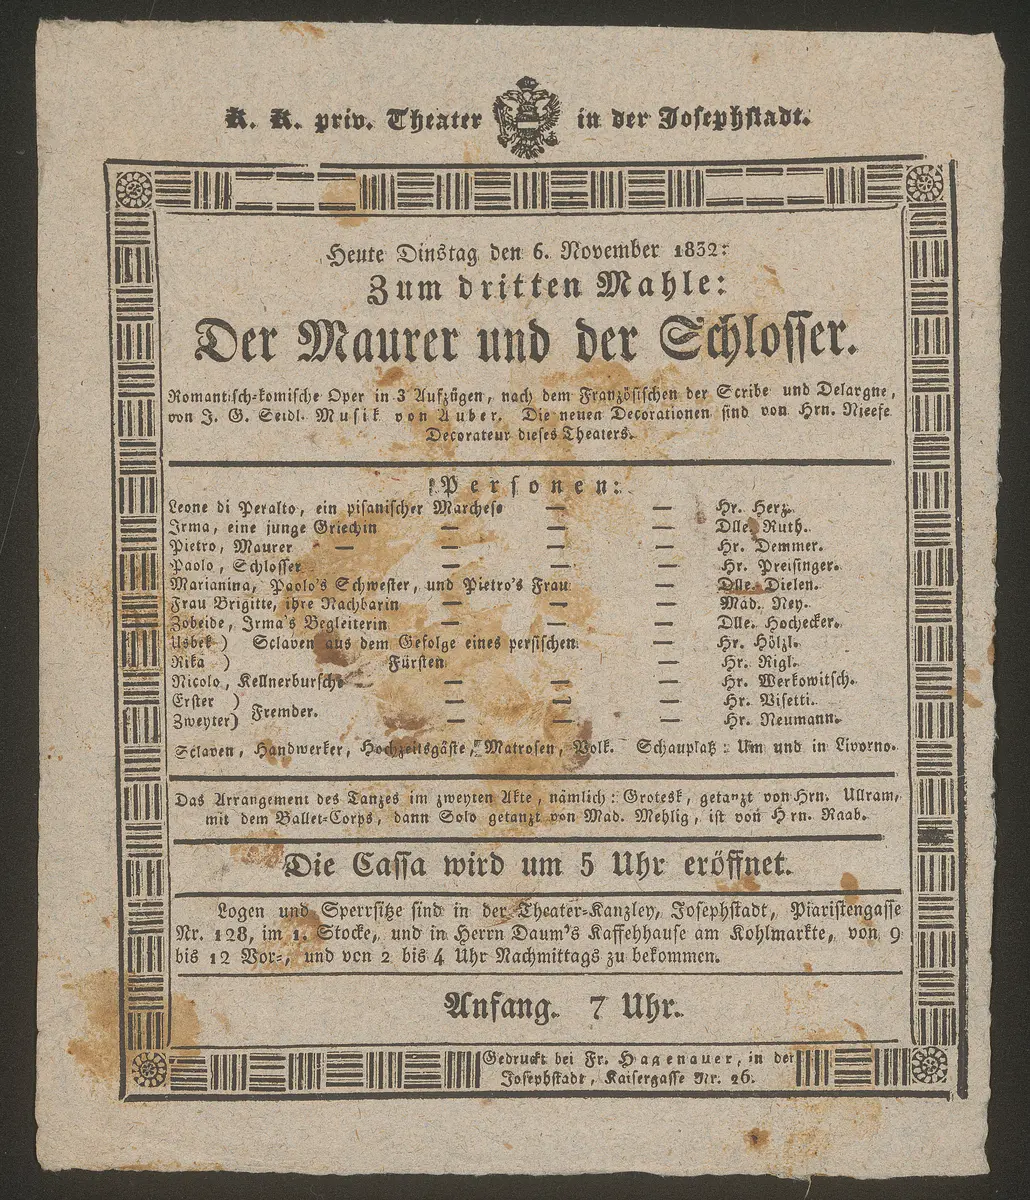 K. K. priv. Theater in der Josephstadt.
Heute Dinstag den 6. November 1832:
Zum dritten Mahle:
Der Maurer und der Schlosser.
Romantisch-komische Oper in 3 Aufzügen, nach dem Französischen der Scribe und Delargne,
von J. G. Seidl. Musik von Auber. Die neuen Decorationen sind von Hrn. Njeefe
Decorateur dieses Theaters.
Personen:
Leone di Peralto, ein pisanischer Marchese — — Hr. Herz.
Irma, eine junge Griechin — — — Dlle. Ruth.
Pietro, Maurer — — — — Hr. Demmer.
Paolo, Schlosser — — — Hr. Preisinger.
Marianina, Paolo's Schwester, und Pietro's Frau — Dlle. Dielen.
Frau Brigitte, ihre Nachbarin — — — Mad. Ney.
Zobeide, Irma's Begleiterin — — — Dlle. Hochecker.
Usbek ) Sclaven aus dem Gefolge eines persischen — Hr. Hölzl.
Rika ) Fürsten — — Hr. Rigl.
Nicolo, Kellnerbursch — — — Hr. Werkowitsch.
Erster ) — — — Hr. Visetti.
Fremder.
Zweyter) — — — Hr. Neumann.
Sclaven, Handwerker, Hochzeitsgäste, Matrosen, Volk. Schauplatz: Um und in Livorno.
Das Arrangement des Tanzes im zweyten Akte, nämlich: Grotesk, getanzt von Hrn. Ullram,
mit dem Ballet-Corps, dann Solo getanzt von Mad. Mehlig, ist von Hrn. Raab.
Die Cassa wird um 5 Uhr eröffnet.
Logen und Sperrsitze sind in der Theater-Kanzley, Josephstadt, Piaristengasse
Nr. 128, im 1. Stocke, und in Herrn Daum's Kaffehhause am Kohlmarkte, von 9
bis 12 Vor-, und von 2 bis 4 Uhr Nachmittags zu bekommen.
Anfang. 7 Uhr.
Gedruckt bei Fr. Hagenauer, in der
Josephstadt, Kaisergasse Nr. 26.